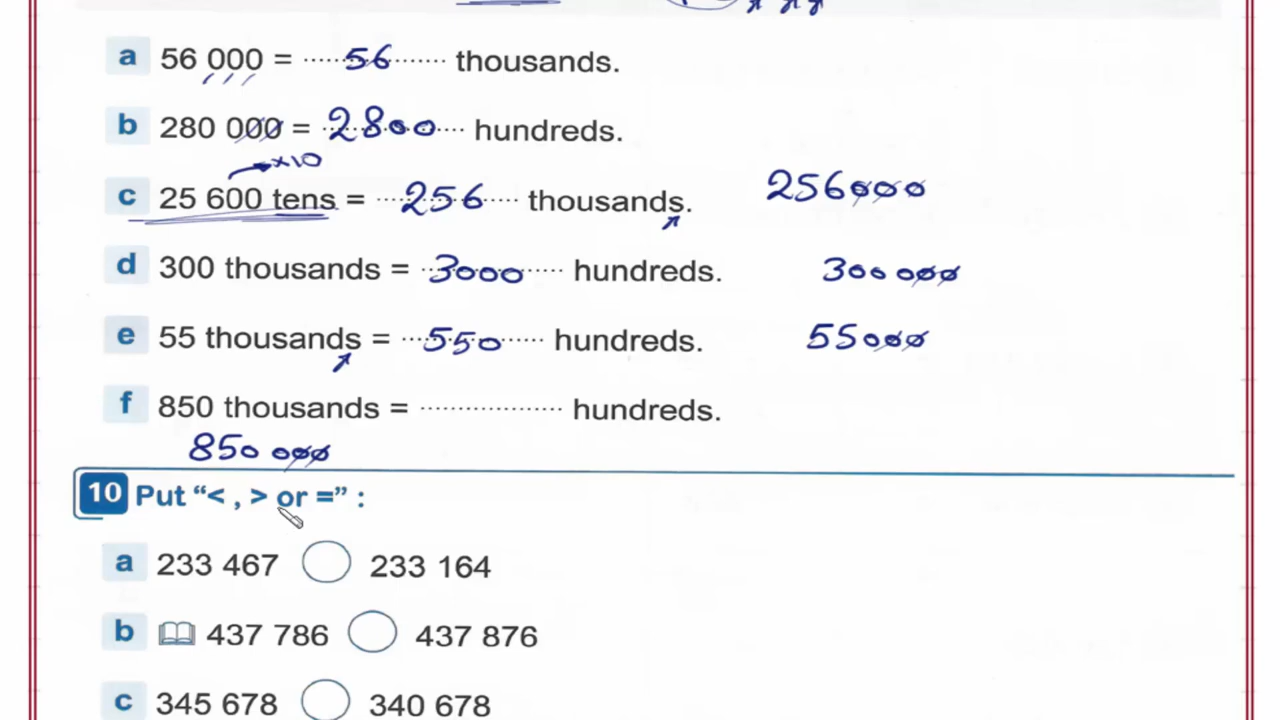 a 56 000 = 56 thousands.
b 280 000 = 2800 hundreds.
×10
c 25 600 tens = 256 thousands. 256000
d 300 thousands = 3000 hundreds. 300 000
e 55 thousands = 550 hundreds. 55000
f 850 thousands = .................. hundreds.
850 000
10 Put “< , > or =” :
a 233 467 233 164
b 437 786 437 876
c 345 678 340 678